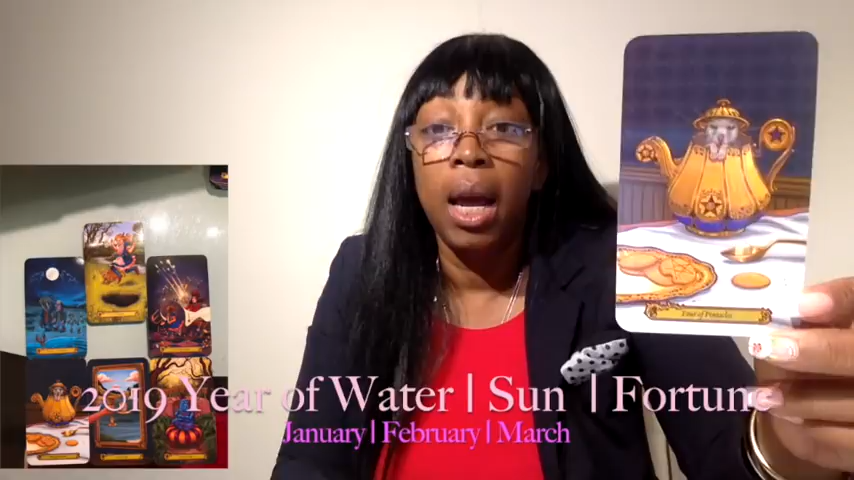 Four of Pentacles
2019 Year of Water | Sun | Fortune
January | February | March